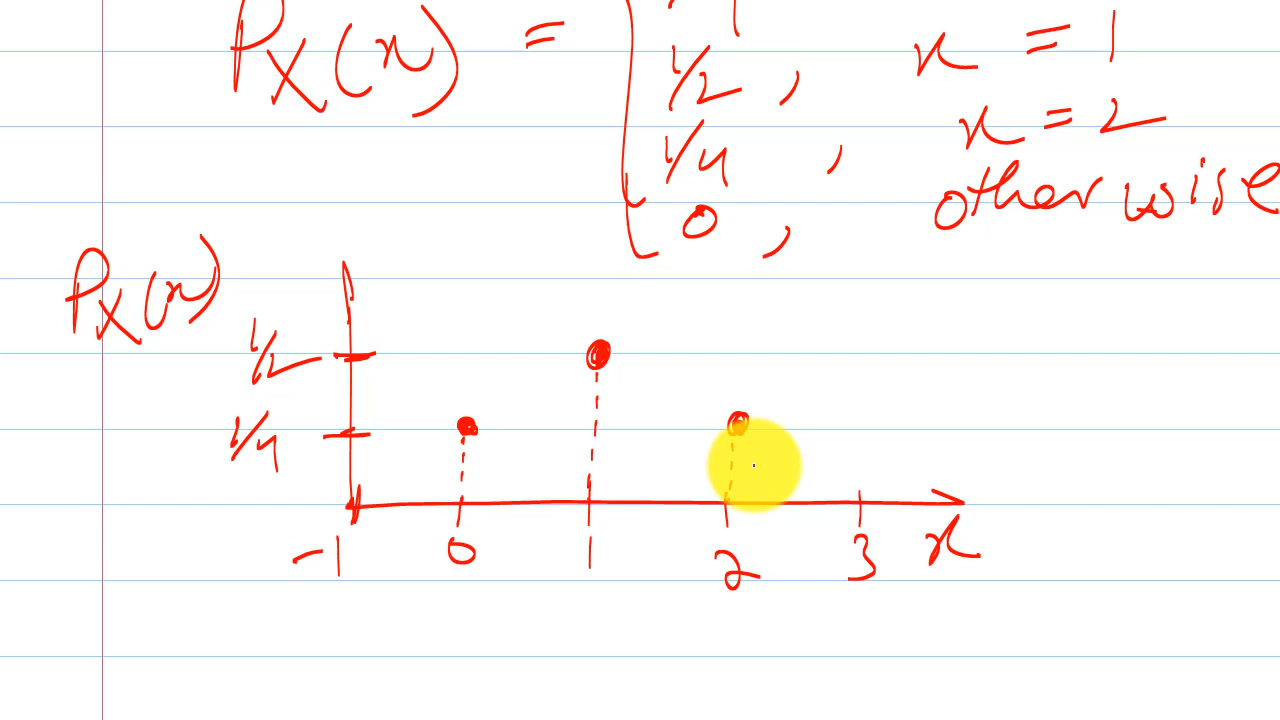 P_X(x) = { 1/2 , x = 1
1/4 , x = 2
0 , otherwise
P_X(x)
1/2
1/4
-1 0 1 2 3 x